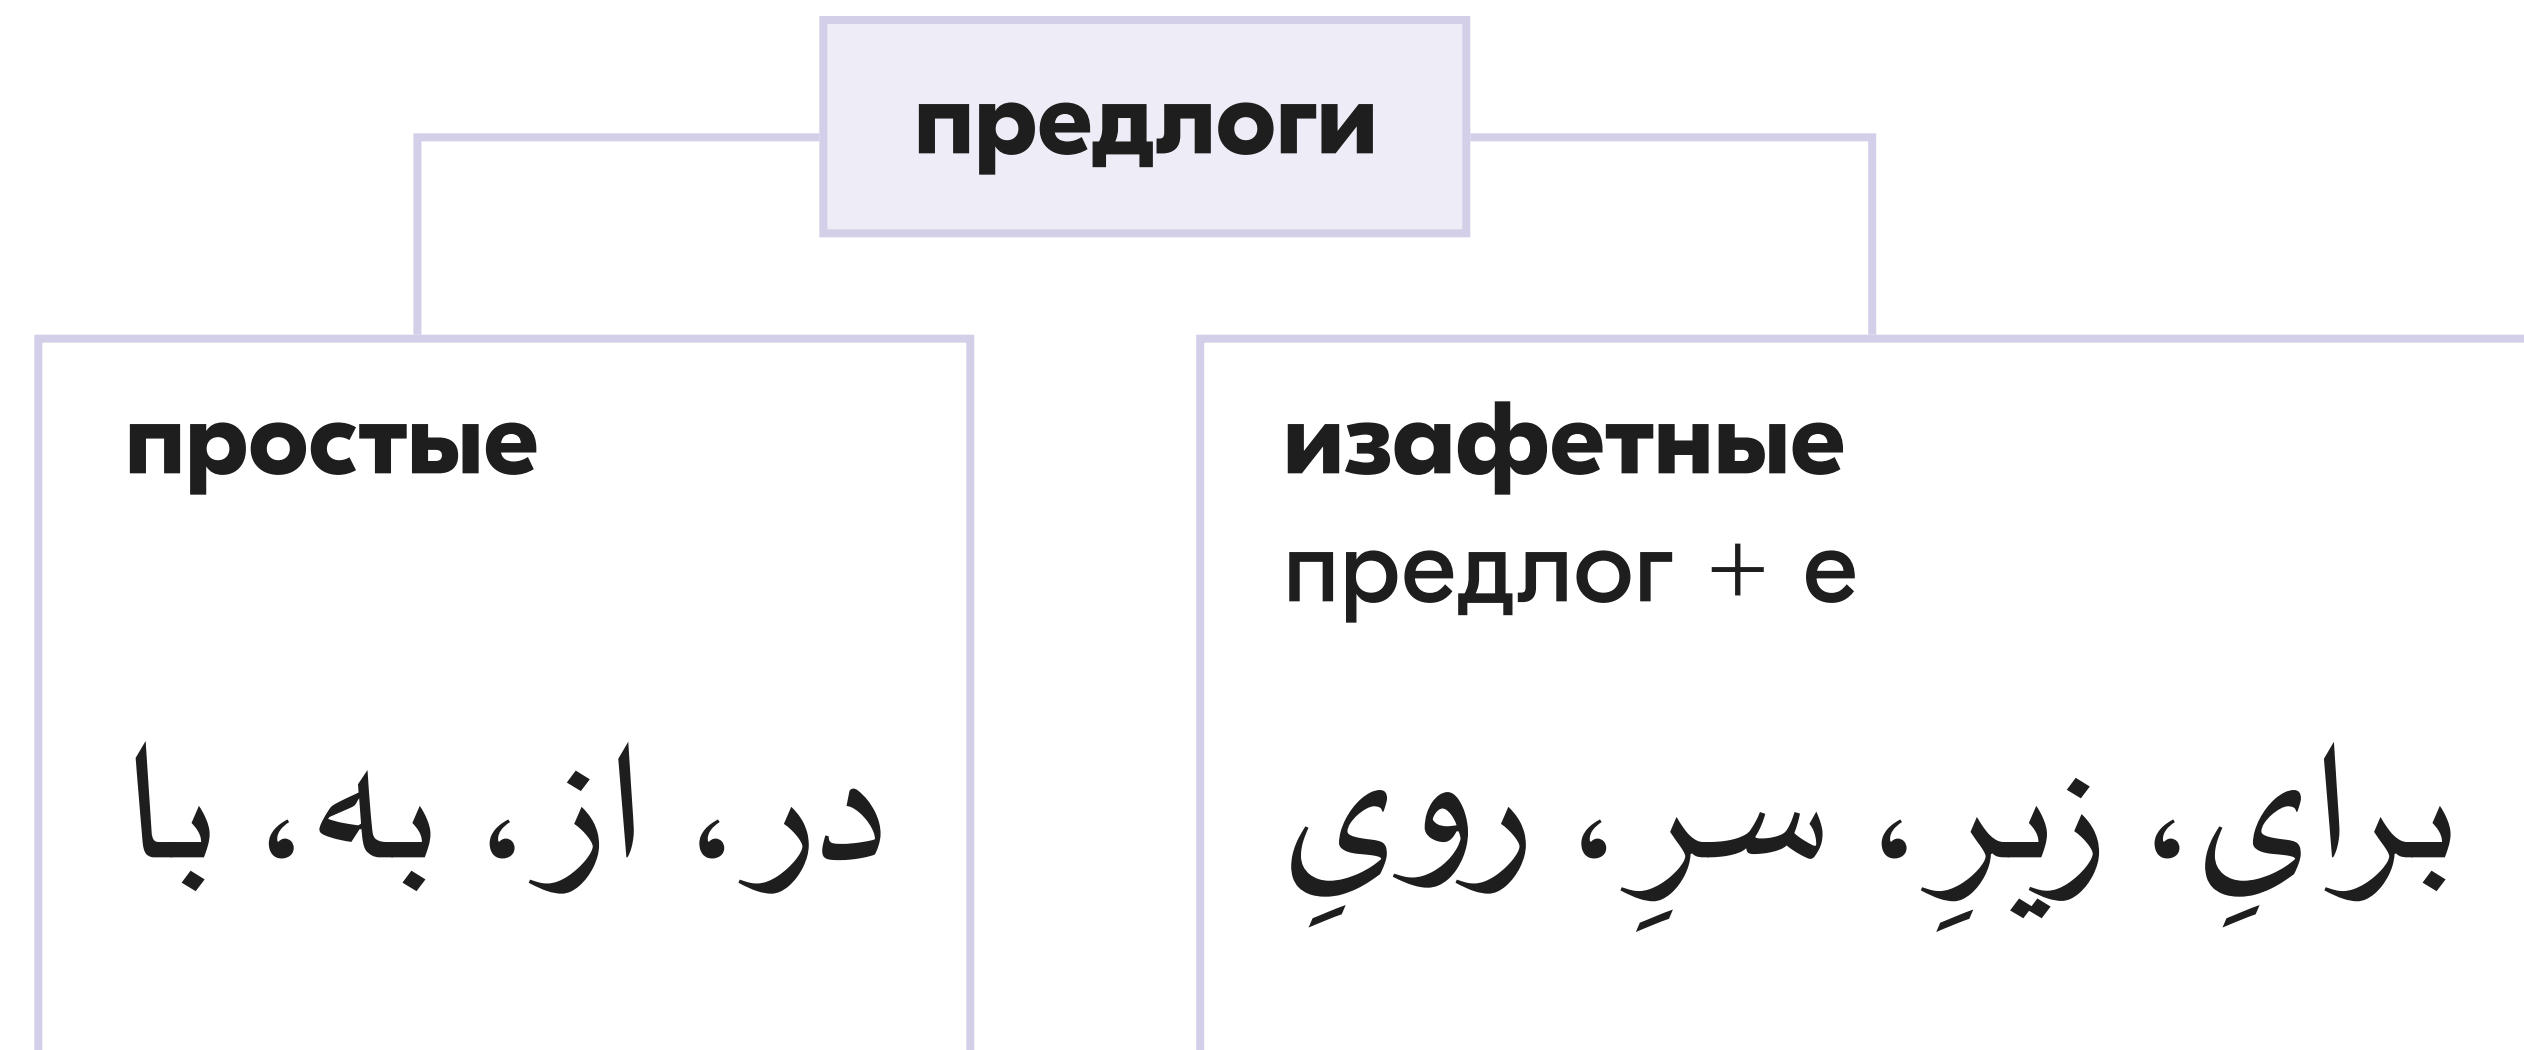 предлоги
простые
در، از، به، با
изафетные
предлог + е
برایِ، زیرِ، سرِ، رویِ